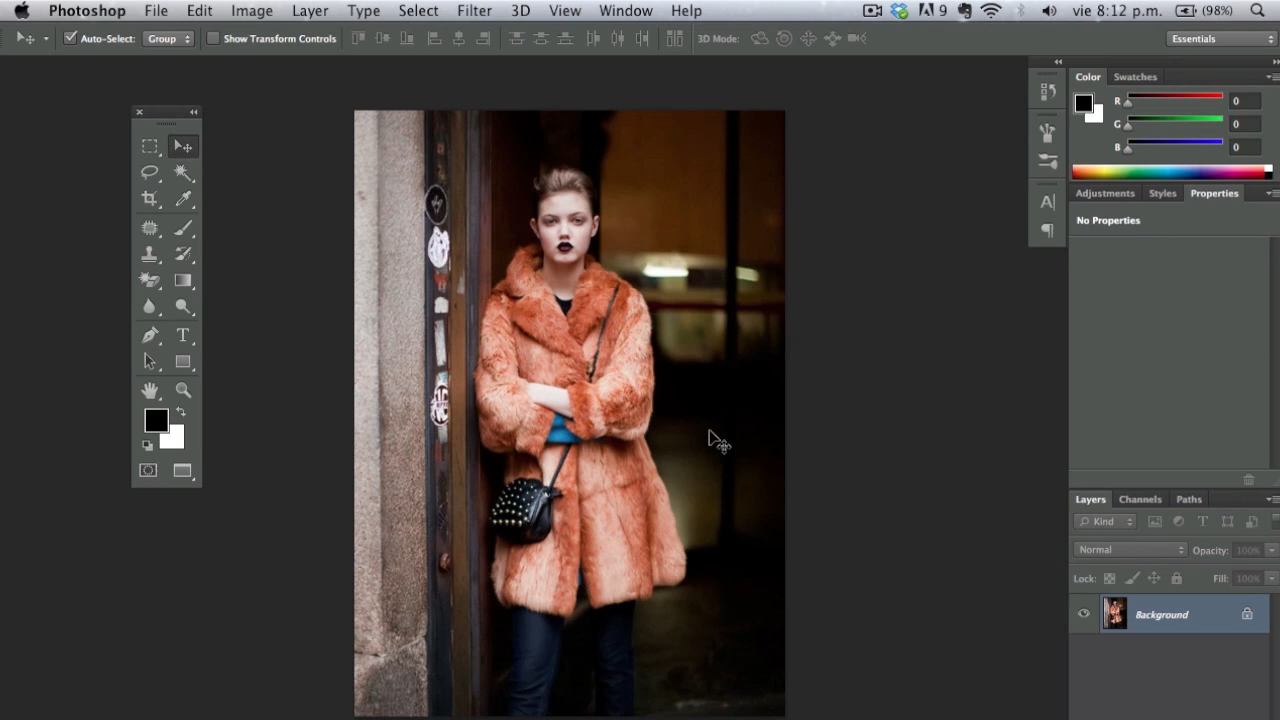 Photoshop File Edit Image Layer Type Select Filter 3D View Window Help 9 vie 8:12 p.m. (98%)
Auto-Select: Group Show Transform Controls 3D Mode: Essentials
Color Swatches
R 0
G 0
B 0
Adjustments Styles Properties
No Properties
A
T
T
Layers Channels Paths
Kind T
Normal Opacity: 100%
Lock: Fill: 100%
Background